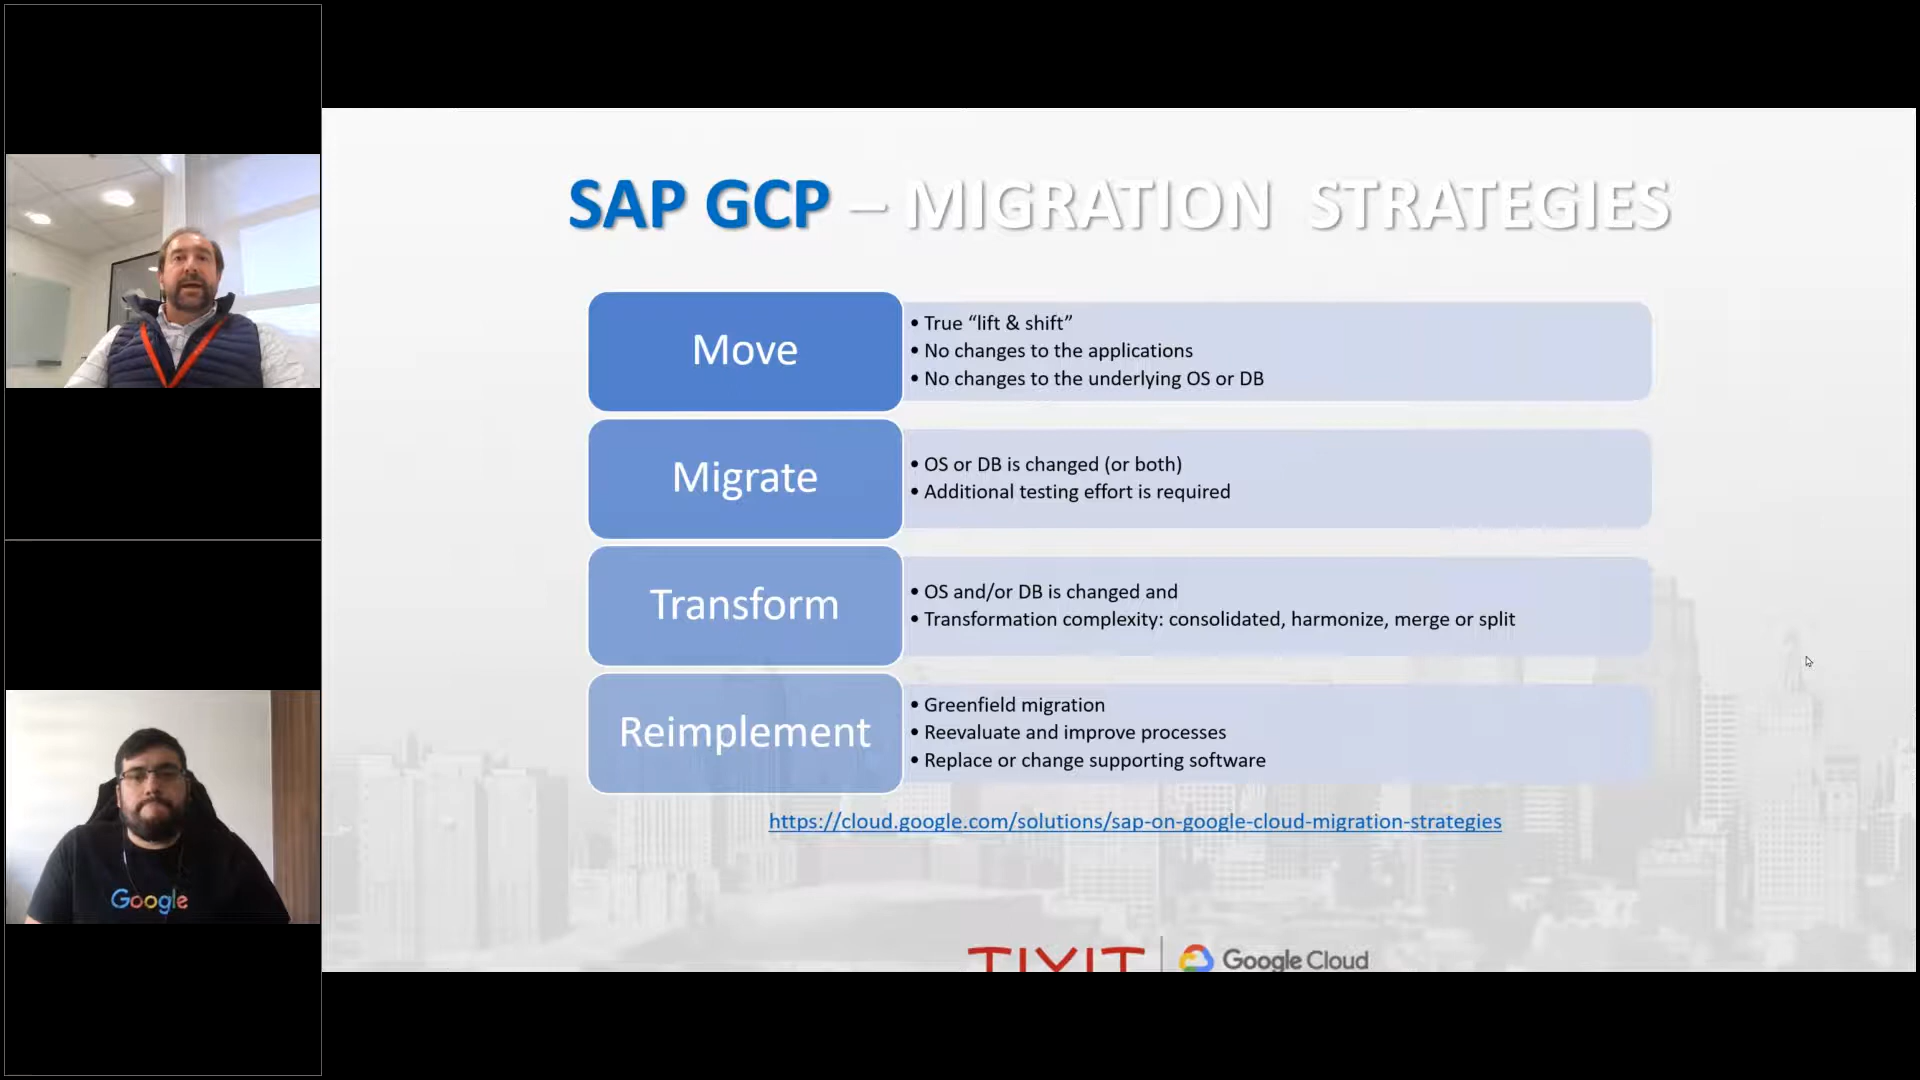 SAP GCP – MIGRATION STRATEGIES
Move
• True “lift & shift”
• No changes to the applications
• No changes to the underlying OS or DB
Migrate
• OS or DB is changed (or both)
• Additional testing effort is required
Transform
• OS and/or DB is changed and
• Transformation complexity: consolidated, harmonize, merge or split
Reimplement
• Greenfield migration
• Reevaluate and improve processes
• Replace or change supporting software
https://cloud.google.com/solutions/sap-on-google-cloud-migration-strategies
TIVIT | Google Cloud
Google